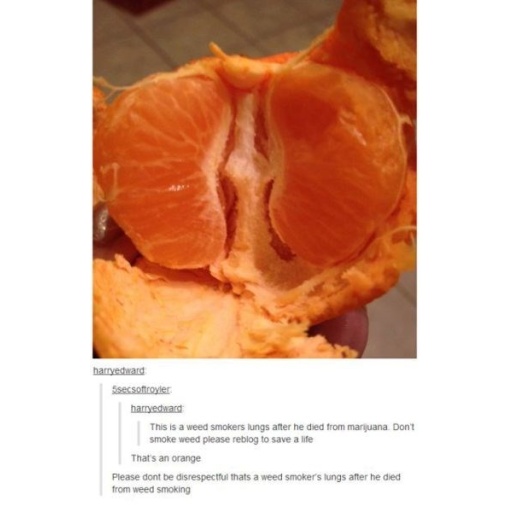 harryedward:
5secsoftroyler:
harryedward:
This is a weed smokers lungs after he died from marijuana. Don't
smoke weed please reblog to save a life
That's an orange
Please dont be disrespectful thats a weed smoker's lungs after he died
from weed smoking